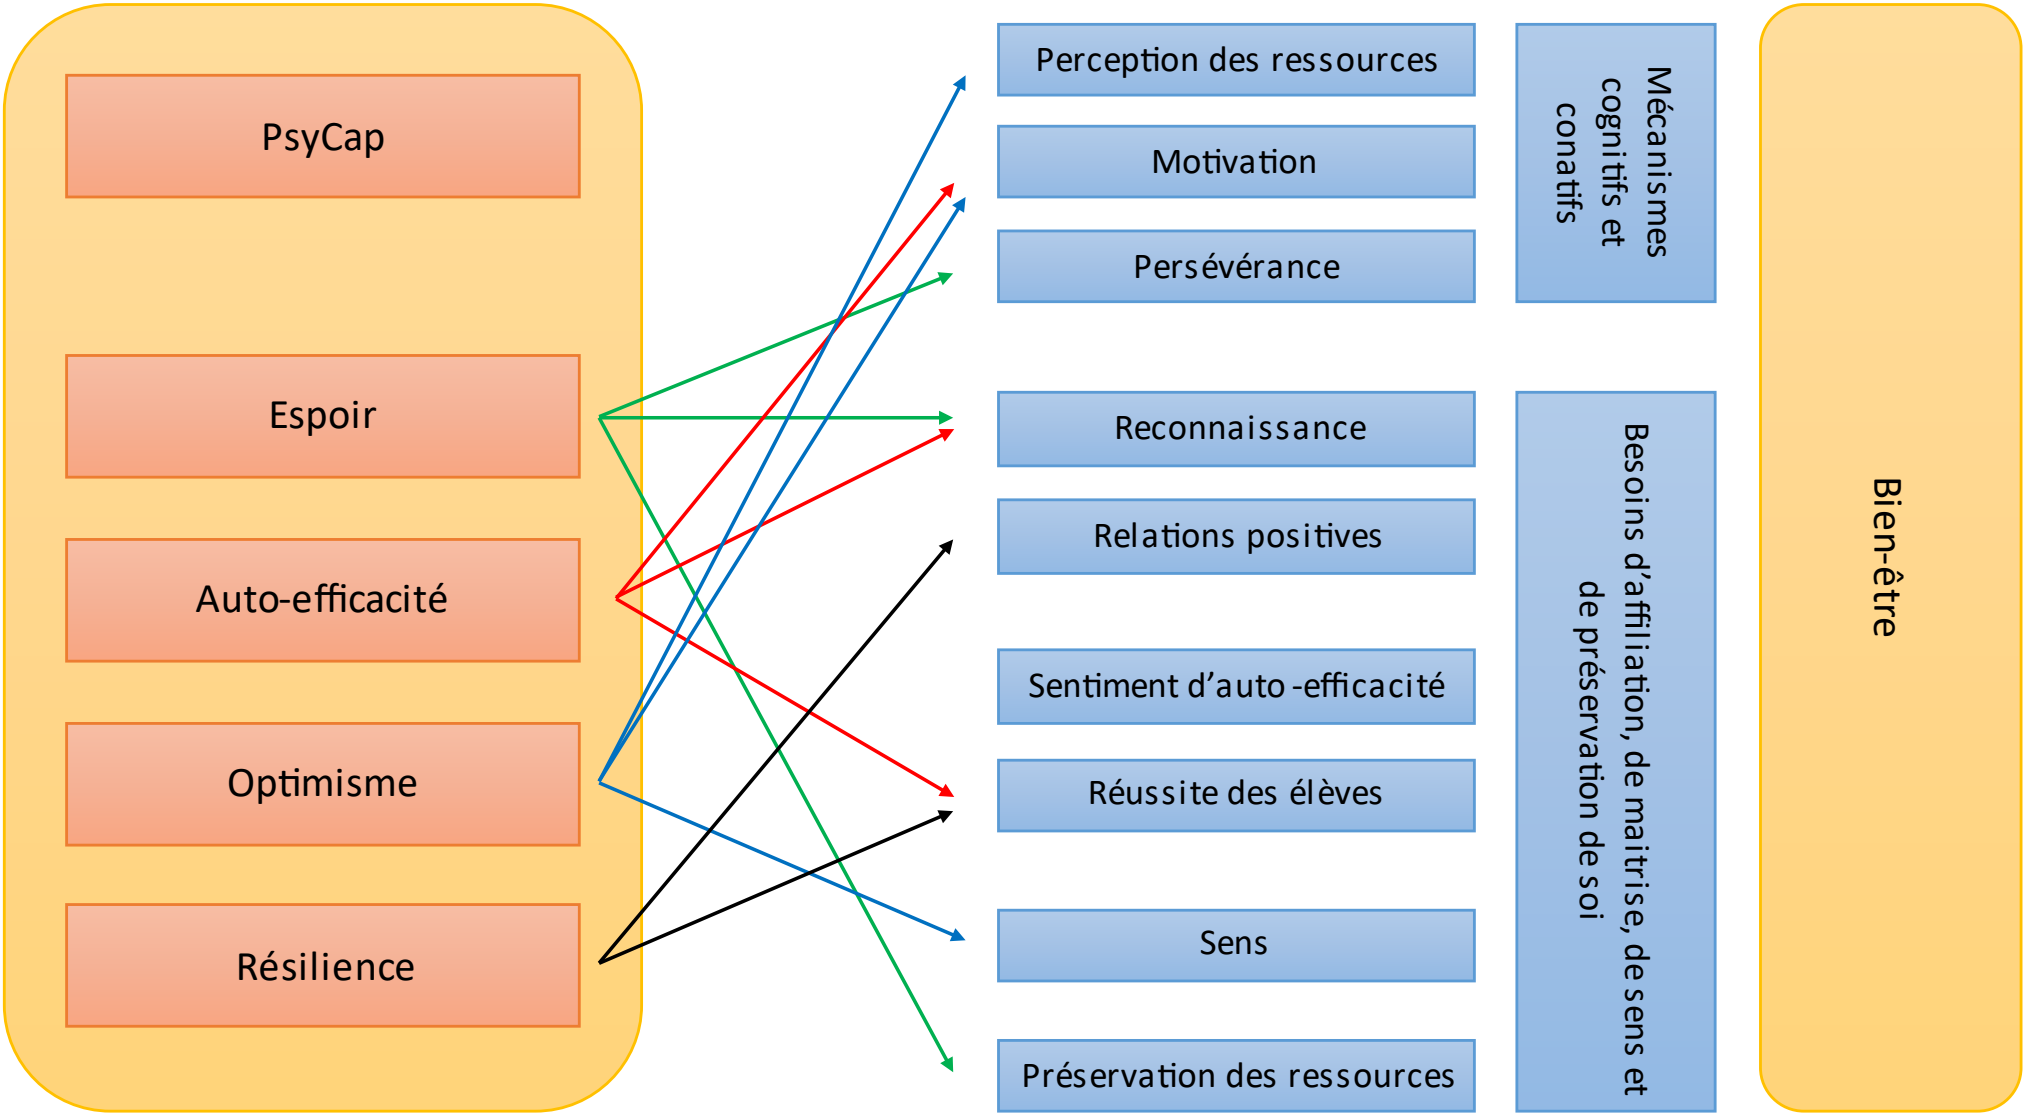 PsyCap
Espoir
Auto-efficacité
Optimisme
Résilience
Perception des ressources
Motivation
Persévérance
Reconnaissance
Relations positives
Sentiment d’auto-efficacité
Réussite des élèves
Sens
Préservation des ressources
Mécanismes
cognitifs et
conatifs
Besoins d’affiliation, de maitrise, de sens et
de préservation de soi
Bien-être